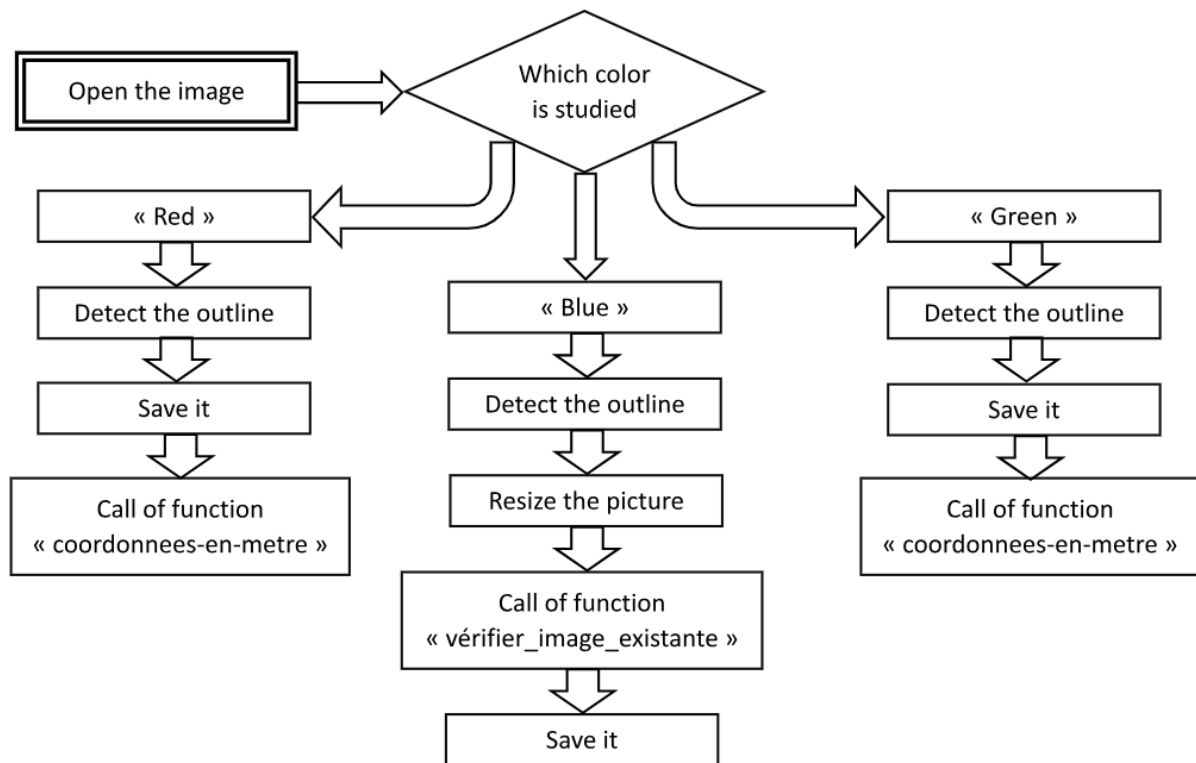 Open the image
Which color
is studied
« Red »
Detect the outline
Save it
Call of function
« coordonnees-en-metre »
« Blue »
Detect the outline
Resize the picture
Call of function
« vérifier_image_existante »
Save it
« Green »
Detect the outline
Save it
Call of function
« coordonnees-en-metre »